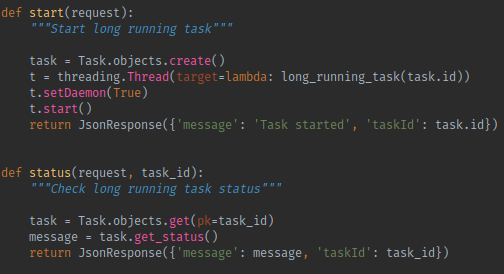 def start(request):
    """Start long running task"""

    task = Task.objects.create()
    t = threading.Thread(target=lambda: long_running_task(task.id))
    t.setDaemon(True)
    t.start()
    return JsonResponse({'message': 'Task started', 'taskId': task.id})


def status(request, task_id):
    """Check long running task status"""

    task = Task.objects.get(pk=task_id)
    message = task.get_status()
    return JsonResponse({'message': message, 'taskId': task_id})